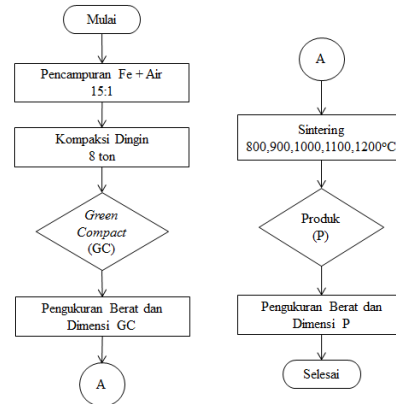 Mulai
Pencampuran Fe + Air
15:1
Kompaksi Dingin
8 ton
Green
Compact
(GC)
Pengukuran Berat dan
Dimensi GC
A
A
Sintering
800,900,1000,1100,1200°C
Produk
(P)
Pengukuran Berat dan
Dimensi P
Selesai